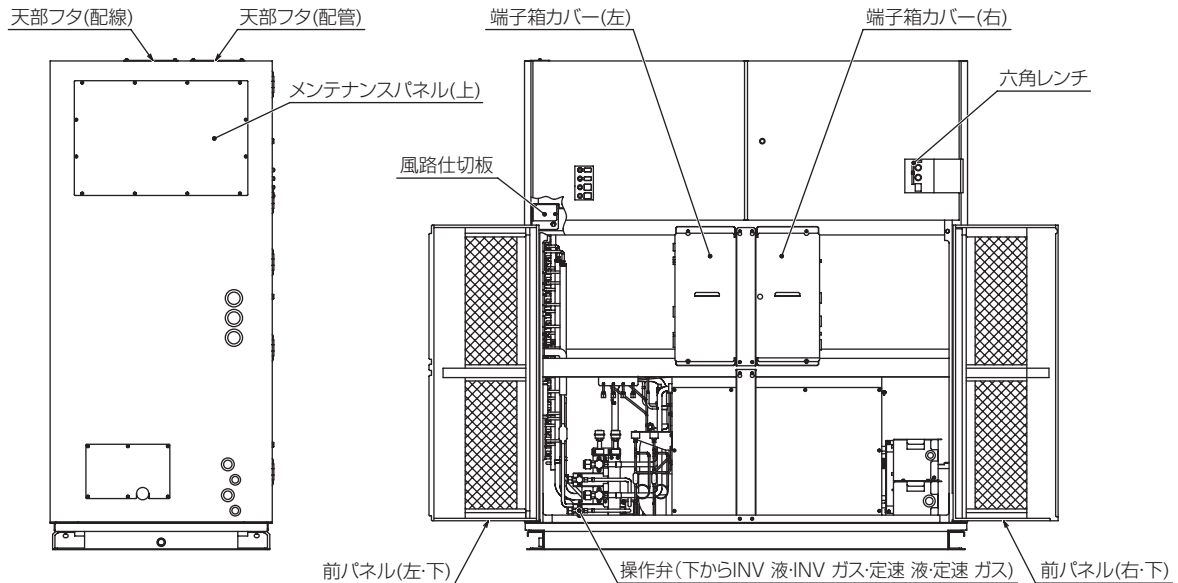 天部フタ(配線)
天部フタ(配管)
端子箱カバー(左)
端子箱カバー(右)
メンテナンスパネル(上)
六角レンチ
風路仕切板
前パネル(左・下)
操作弁(下からINV 液・INV ガス・定速 液・定速 ガス)
前パネル(右・下)